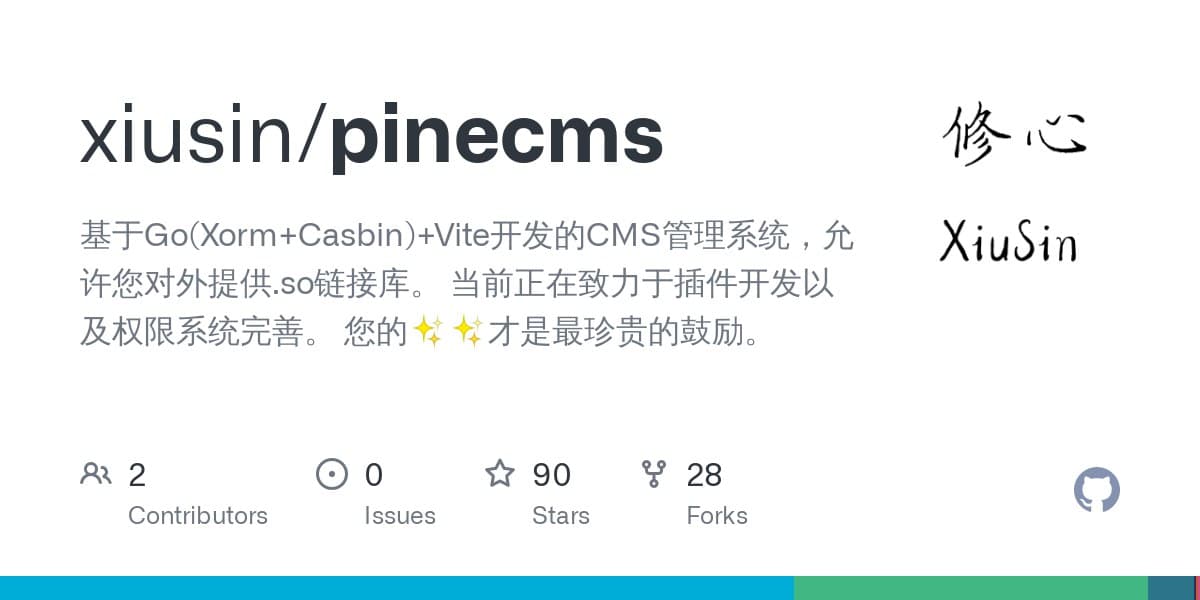 xiusin/pinecms
修心
XiuSin
基于Go(Xorm+Casbin)+Vite开发的CMS管理系统，允
许您对外提供.so链接库。 当前正在致力于插件开发以
及权限系统完善。 您的✨✨才是最珍贵的鼓励。
2
Contributors
0
Issues
90
Stars
28
Forks